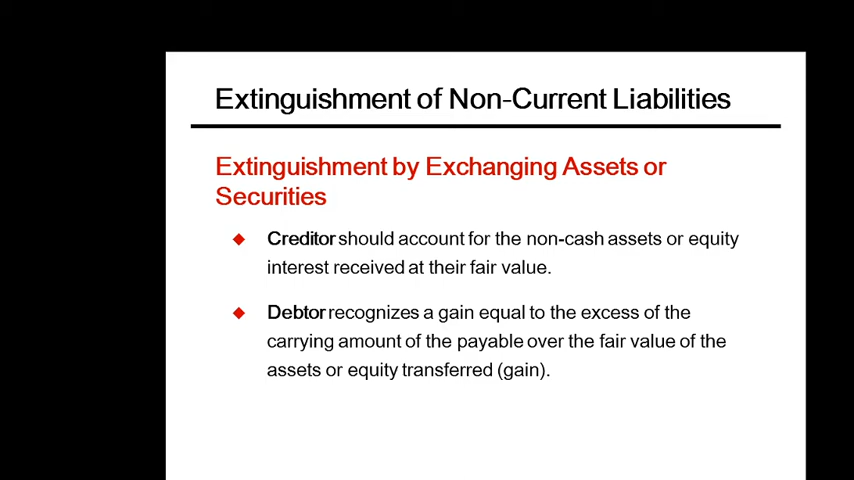 Extinguishment of Non-Current Liabilities
Extinguishment by Exchanging Assets or
Securities
Creditor should account for the non-cash assets or equity
interest received at their fair value.
Debtor recognizes a gain equal to the excess of the
carrying amount of the payable over the fair value of the
assets or equity transferred (gain).